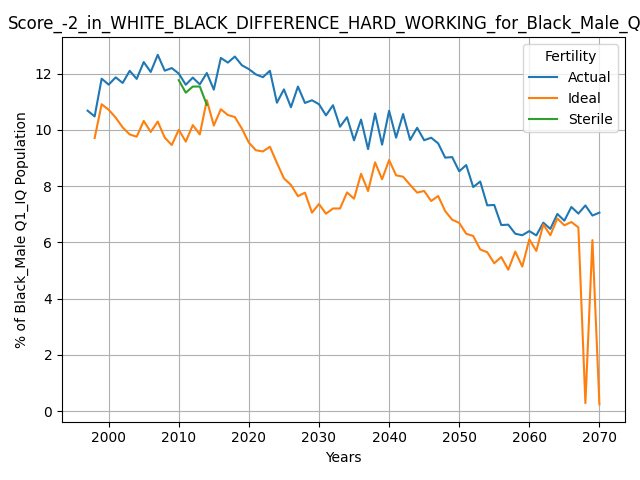 Score_-2_in_WHITE_BLACK_DIFFERENCE_HARD_WORKING_for_Black_Male_Q
Fertility
Actual
Ideal
Sterile
% of Black_Male Q1_IQ Population
12
10
8
6
4
2
0
2000 2010 2020 2030 2040 2050 2060 2070
Years